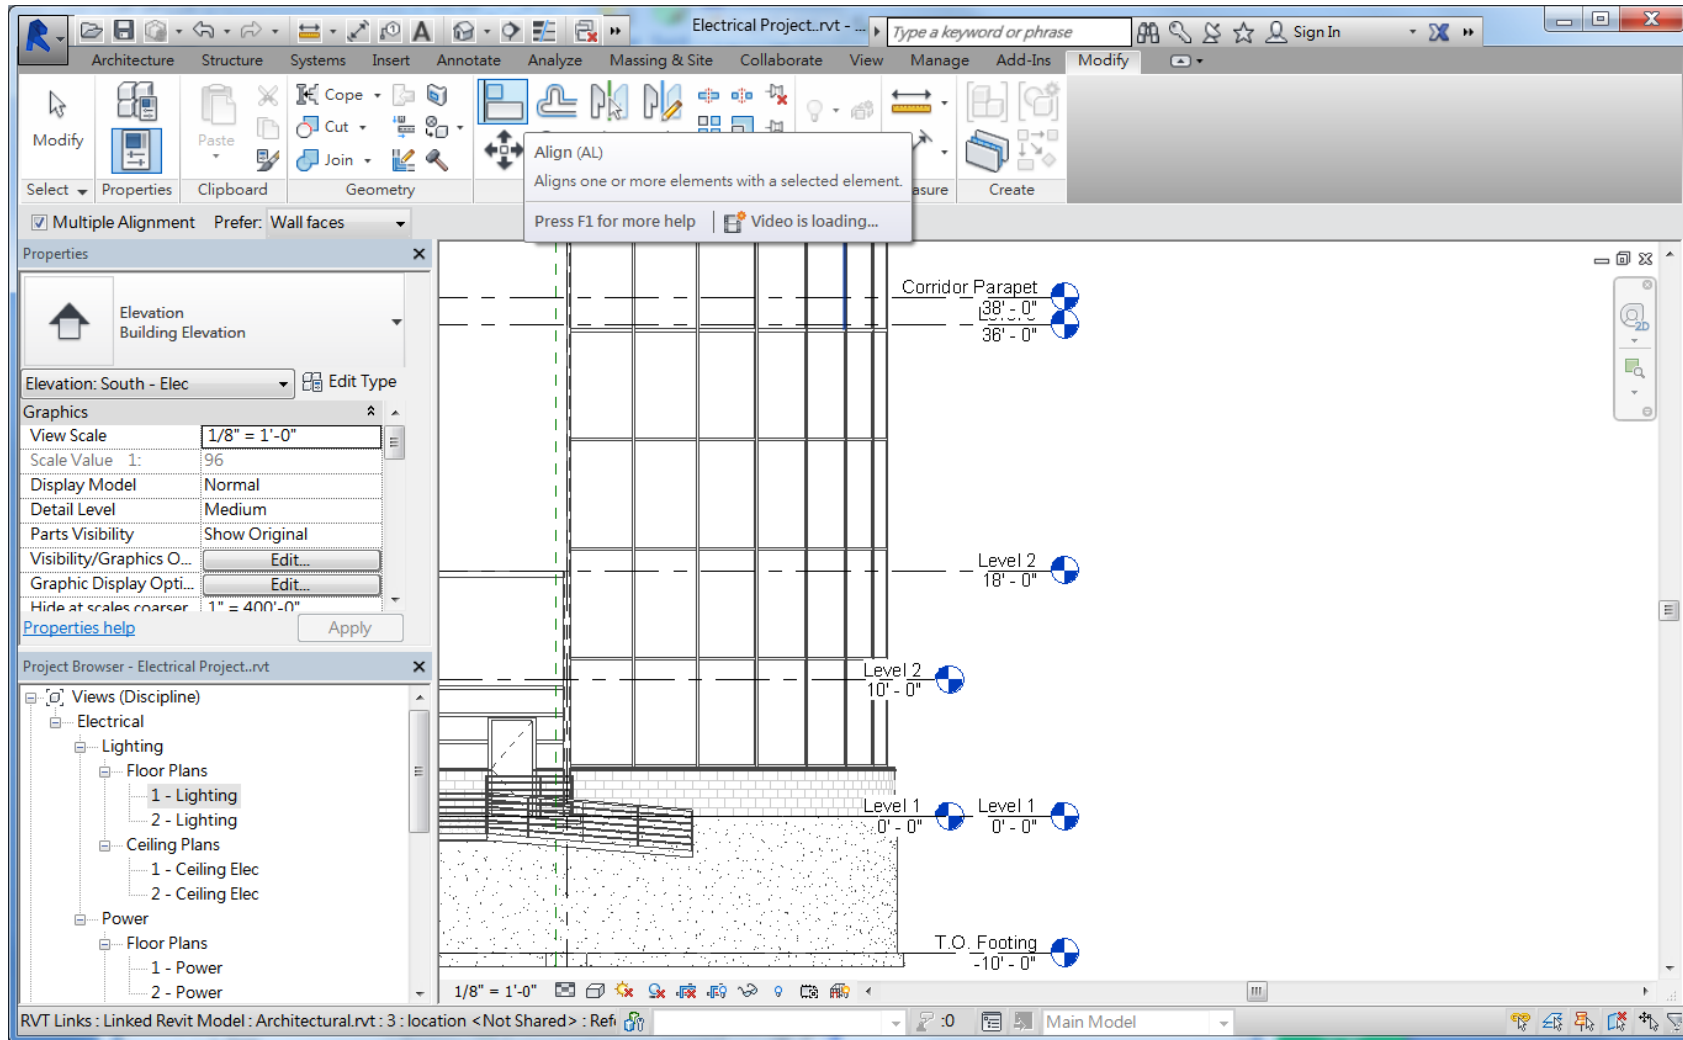 Electrical Project..rvt - ...
Type a keyword or phrase
Sign In
Architecture Structure Systems Insert Annotate Analyze Massing & Site Collaborate View Manage Add-Ins Modify
Modify
Paste
Cope
Cut
Join
Select Properties Clipboard Geometry
asure Create
Align (AL)
Aligns one or more elements with a selected element.
Press F1 for more help
Video is loading...
Multiple Alignment Prefer: Wall faces
Properties
Elevation
Building Elevation
Elevation: South - Elec
Edit Type
Graphics
View Scale 1/8" = 1'-0"
Scale Value 1: 96
Display Model Normal
Detail Level Medium
Parts Visibility Show Original
Visibility/Graphics O... Edit...
Graphic Display Opti... Edit...
Hide at scales coarser 1" = 400'-0"
Properties help
Apply
Project Browser - Electrical Project..rvt
Views (Discipline)
Electrical
Lighting
Floor Plans
1 - Lighting
2 - Lighting
Ceiling Plans
1 - Ceiling Elec
2 - Ceiling Elec
Power
Floor Plans
1 - Power
2 - Power
Corridor Parapet
38' - 0"
36' - 0"
Level 2
18' - 0"
Level 2
10' - 0"
Level 1
0' - 0"
Level 1
0' - 0"
T.O. Footing
-10' - 0"
2D
1/8" = 1'-0"
RVT Links : Linked Revit Model : Architectural.rvt : 3 : location <Not Shared> : Ref
:0
Main Model